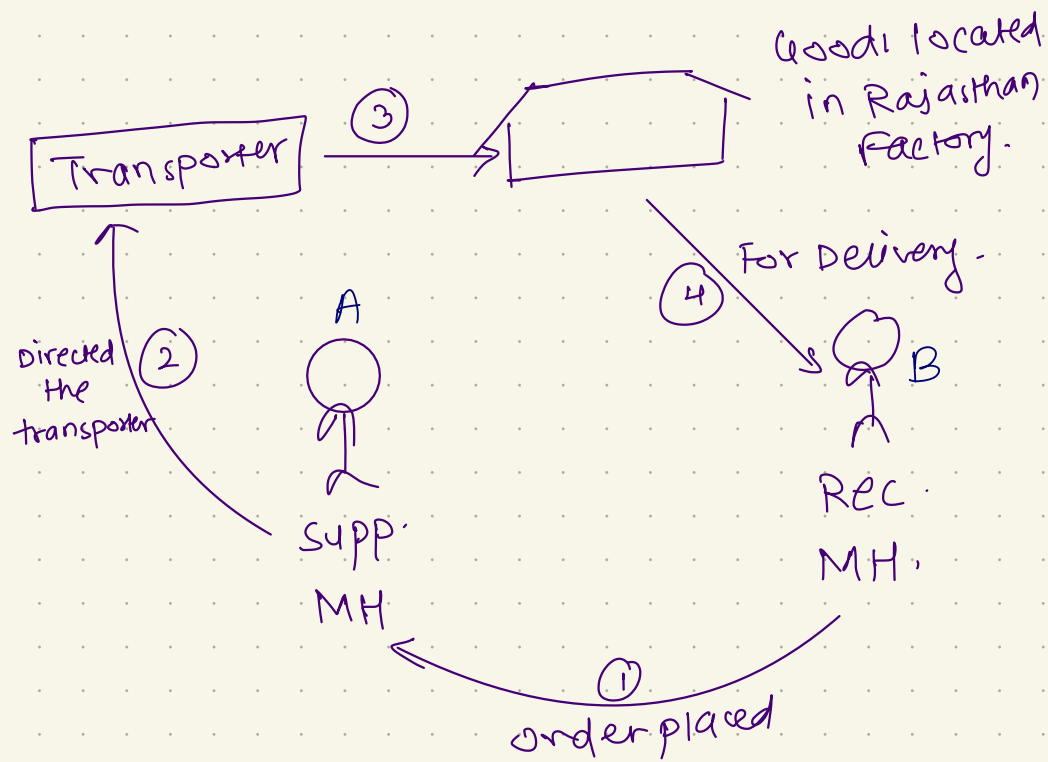 Goods located
in Rajasthan
Factory.
3
Transporter
For Delivery.
4
A
2
Directed
the
transporter
B
Supp.
MH
Rec.
MH.
1
order placed